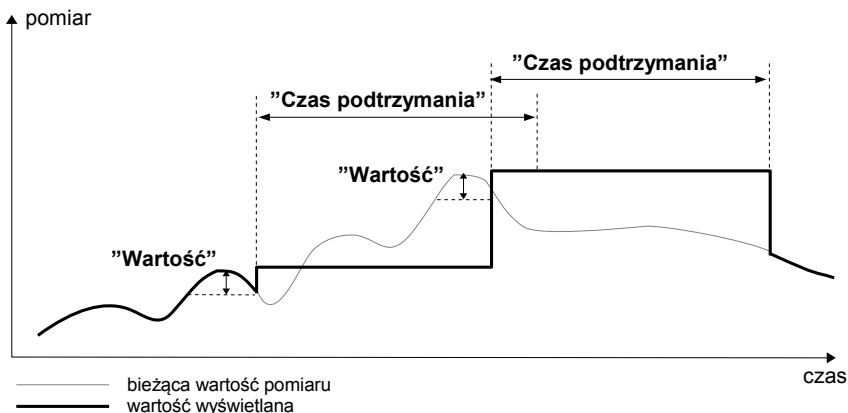 pomiar
”Czas podtrzymania”
”Czas podtrzymania”
”Wartość”
”Wartość”
czas
bieżąca wartość pomiaru
wartość wyświetlana